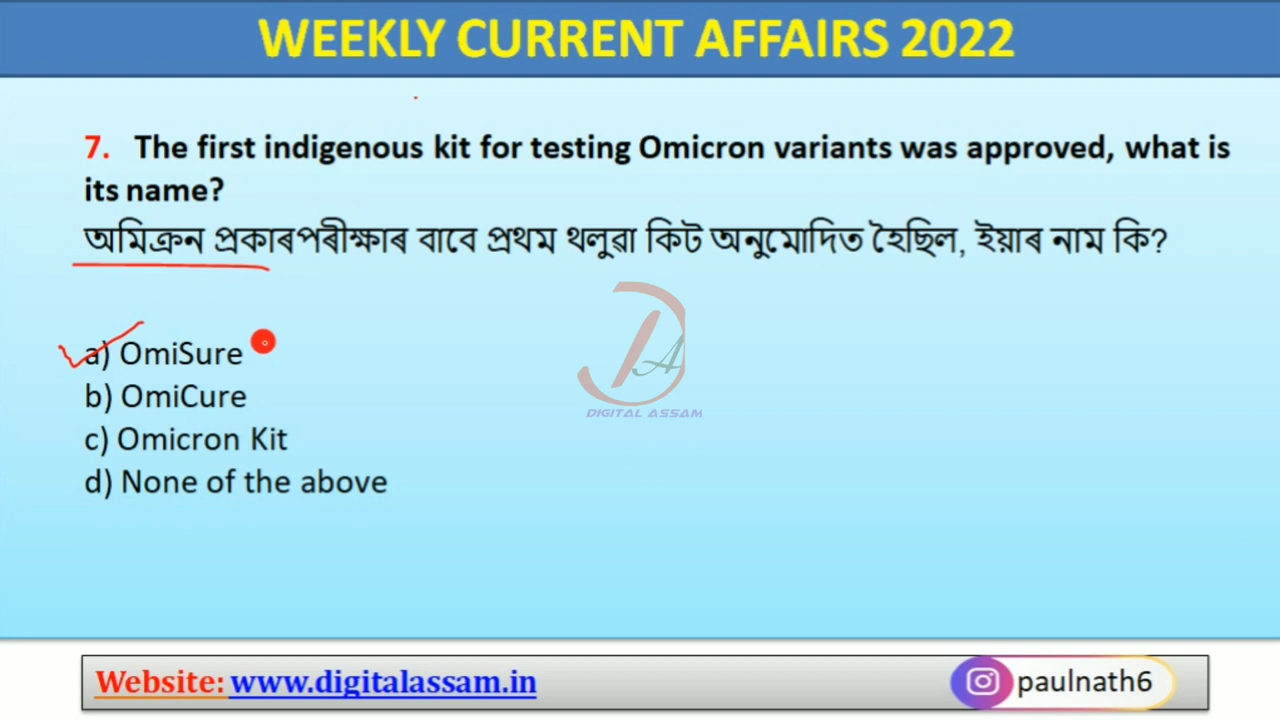 WEEKLY CURRENT AFFAIRS 2022
7. The first indigenous kit for testing Omicron variants was approved, what is
its name?
অমিক্ৰন প্ৰকাৰপৰীক্ষাৰ বাবে প্ৰথম থলুৱা কিট অনুমোদিত হৈছিল, ইয়াৰ নাম কি?
a) OmiSure
b) OmiCure
c) Omicron Kit
d) None of the above
DA
DIGITAL ASSAM
Website: www.digitalassam.in
paulnath6